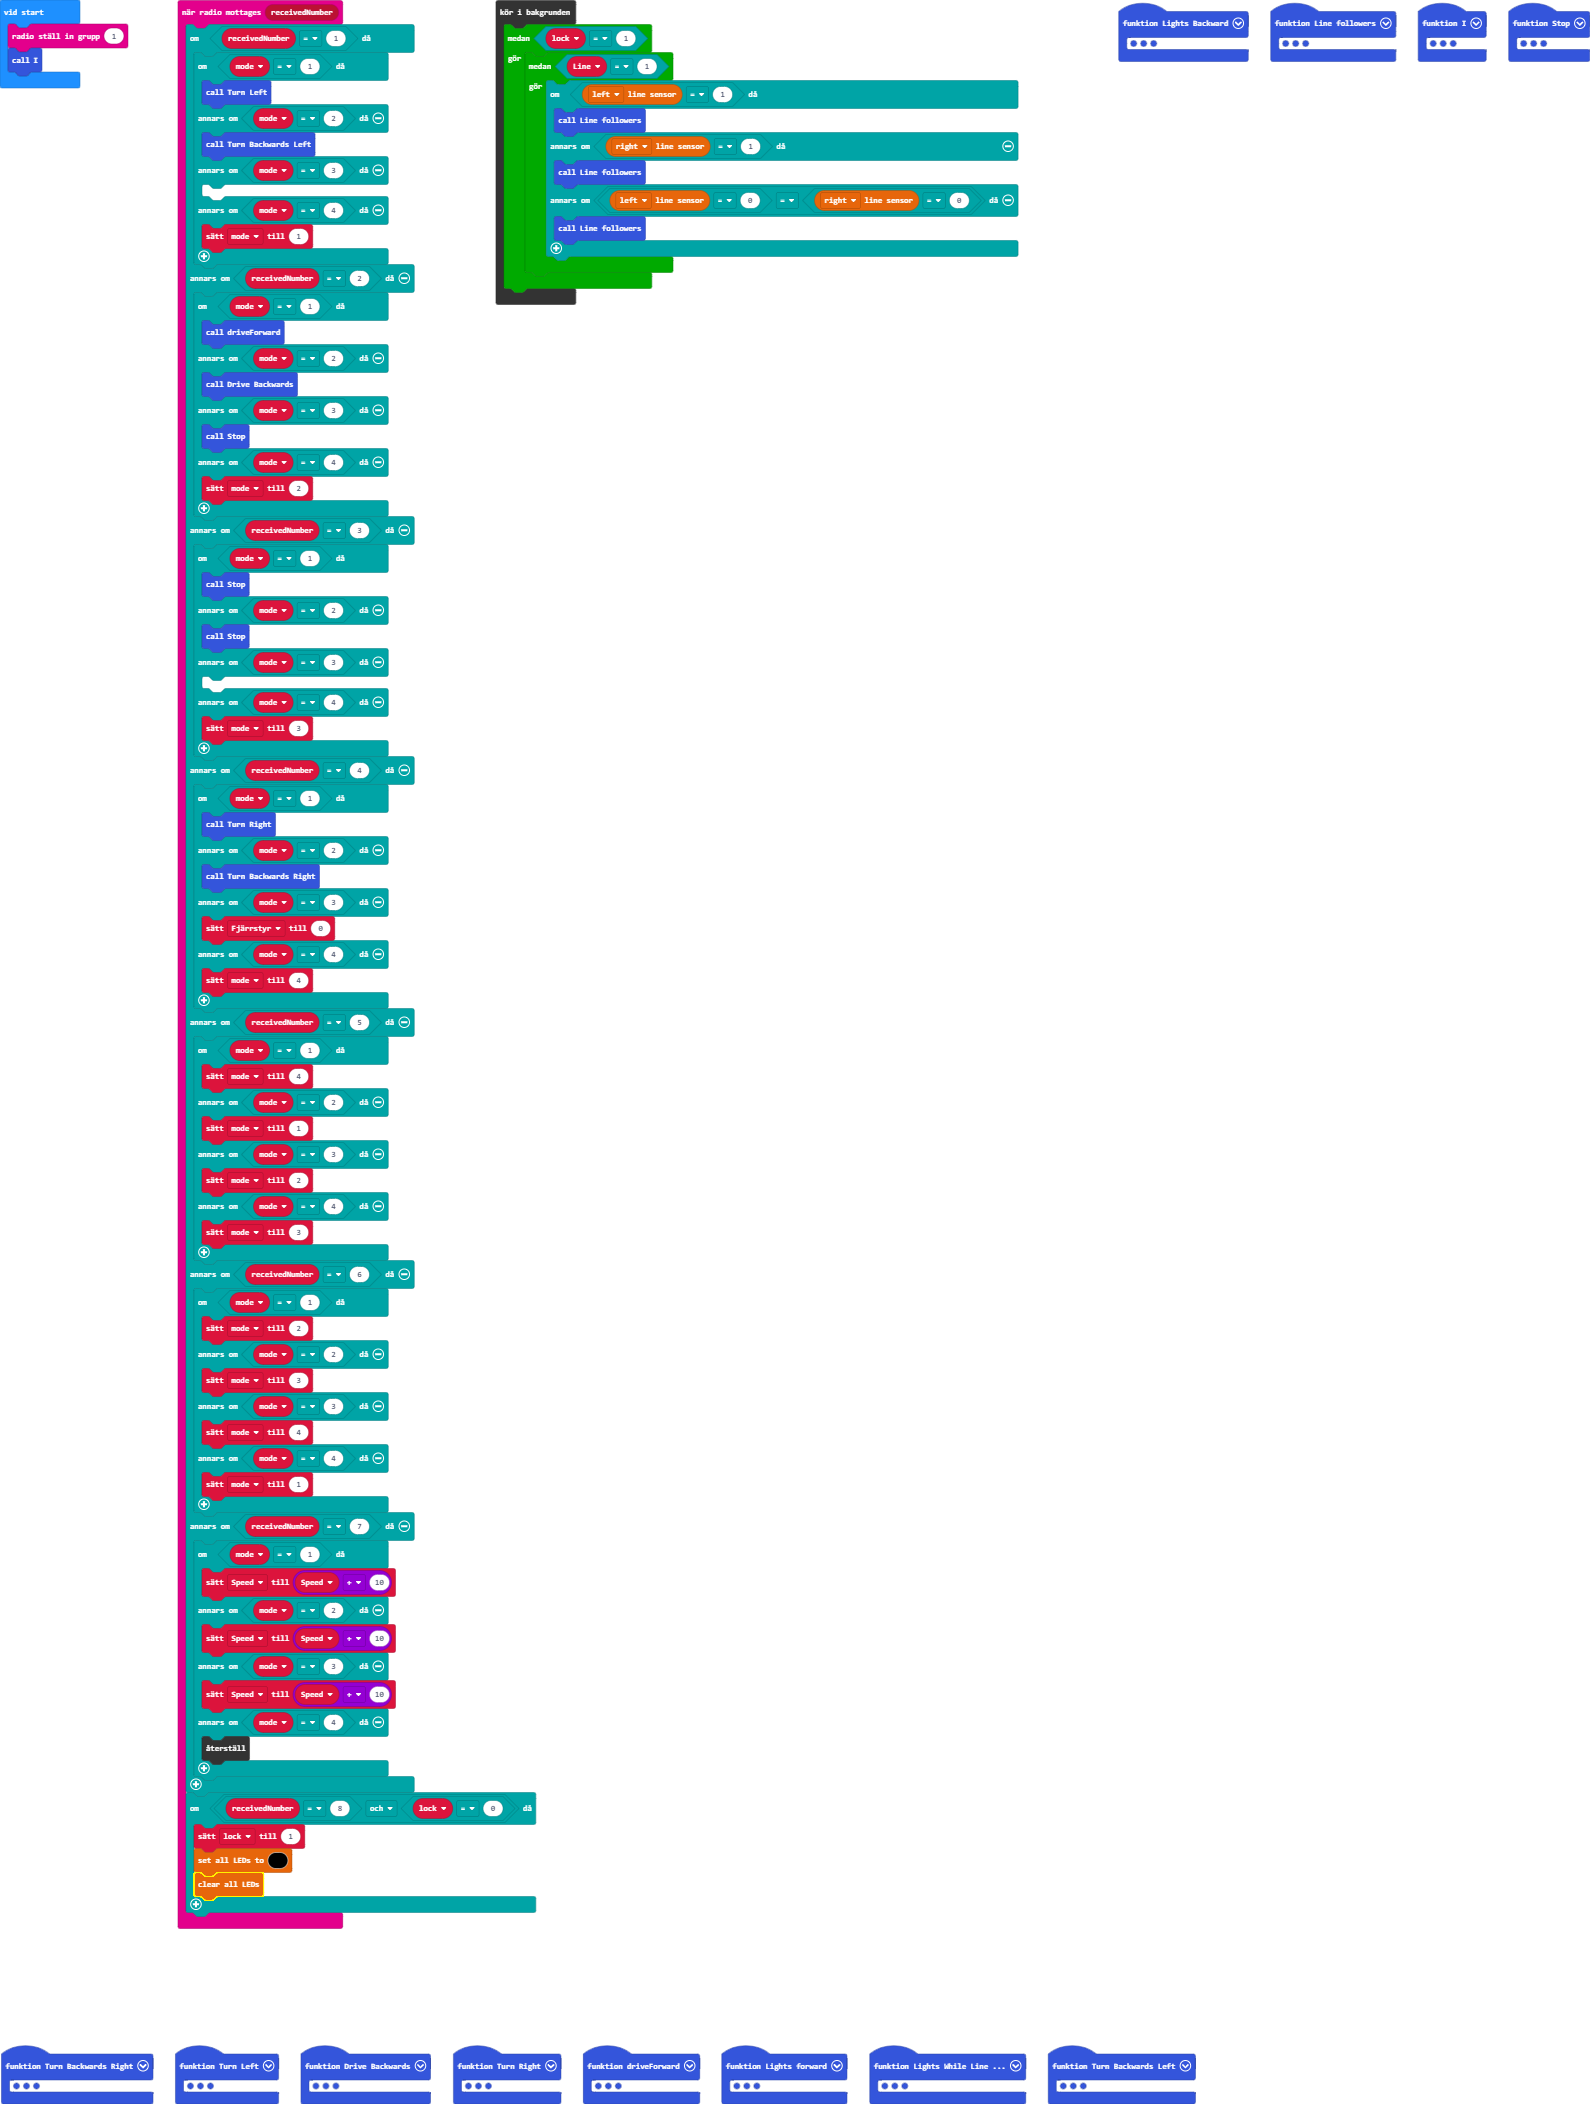 vid start
radio ställ in grupp 1
call I
när radio mottages receivedNumber
om receivedNumber = 1 då
om mode = 1 då
call Turn Left
annars om mode = 2 då
call Turn Backwards Left
annars om mode = 3 då
annars om mode = 4 då
sätt mode till 1
annars om receivedNumber = 2 då
om mode = 1 då
call driveForward
annars om mode = 2 då
call Drive Backwards
annars om mode = 3 då
call Stop
annars om mode = 4 då
sätt mode till 2
annars om receivedNumber = 3 då
om mode = 1 då
call Stop
annars om mode = 2 då
call Stop
annars om mode = 3 då
annars om mode = 4 då
sätt mode till 3
annars om receivedNumber = 4 då
om mode = 1 då
call Turn Right
annars om mode = 2 då
call Turn Backwards Right
annars om mode = 3 då
sätt Fjärrstyr till 0
annars om mode = 4 då
sätt mode till 4
annars om receivedNumber = 5 då
om mode = 1 då
sätt mode till 4
annars om mode = 2 då
sätt mode till 1
annars om mode = 3 då
sätt mode till 2
annars om mode = 4 då
sätt mode till 3
annars om receivedNumber = 6 då
om mode = 1 då
sätt mode till 2
annars om mode = 2 då
sätt mode till 3
annars om mode = 3 då
sätt mode till 4
annars om mode = 4 då
sätt mode till 1
annars om receivedNumber = 7 då
om mode = 1 då
sätt Speed till Speed + 10
annars om mode = 2 då
sätt Speed till Speed + 10
annars om mode = 3 då
sätt Speed till Speed + 10
annars om mode = 4 då
återställ
om receivedNumber = 8 och lock = 0 då
sätt lock till 1
set all LEDs to
clear all LEDs
kör i bakgrunden
medan lock = 1
gör
medan Line = 1
gör
om left line sensor = 1 då
call Line followers
annars om right line sensor = 1 då
call Line followers
annars om left line sensor = 0 = right line sensor = 0 då
call Line followers
funktion Lights Backward
funktion Line followers
funktion I
funktion Stop
funktion Turn Backwards Right
funktion Turn Left
funktion Drive Backwards
funktion Turn Right
funktion driveForward
funktion Lights forward
funktion Lights While Line ...
funktion Turn Backwards Left